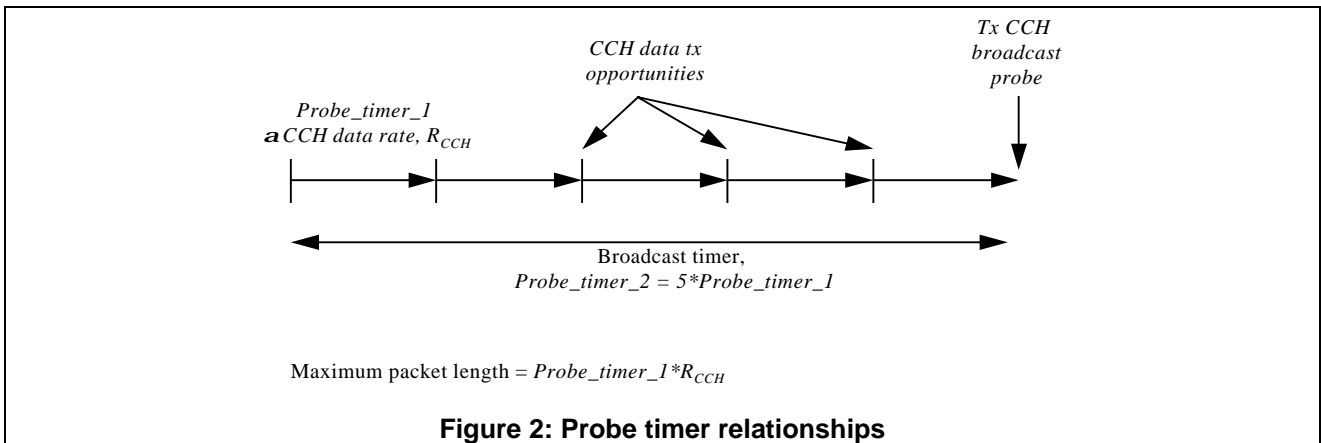 Tx CCH
broadcast
probe
CCH data tx
opportunities
Probe_timer_1
a CCH data rate, R_CCH
Broadcast timer,
Probe_timer_2 = 5*Probe_timer_1
Maximum packet length = Probe_timer_1*R_CCH
Figure 2: Probe timer relationships